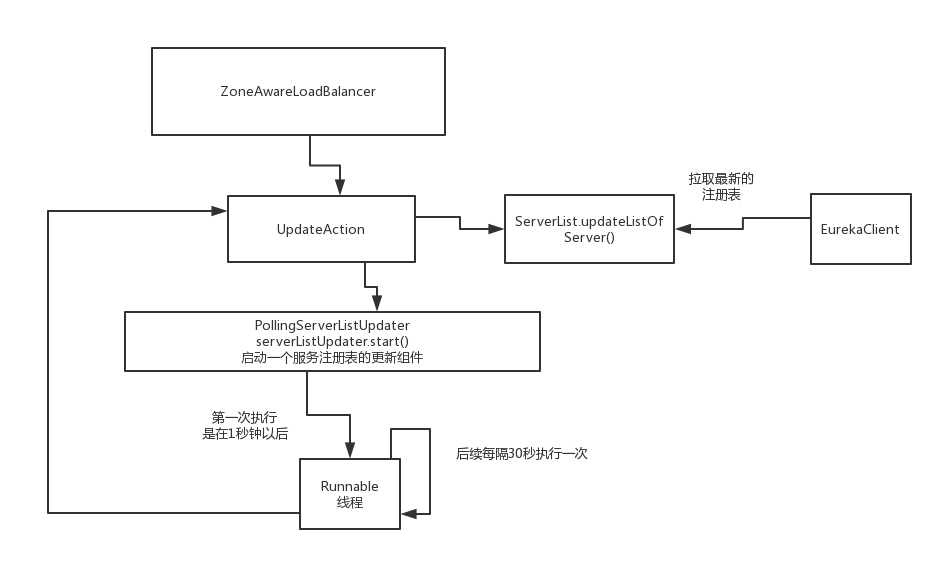 ZoneAwareLoadBalancer
拉取最新的
注册表
UpdateAction
ServerList.updateListOf
Server()
EurekaClient
PollingServerListUpdater
serverListUpdater.start()
启动一个服务注册表的更新组件
第一次执行
是在1秒钟以后
后续每隔30秒执行一次
Runnable
线程